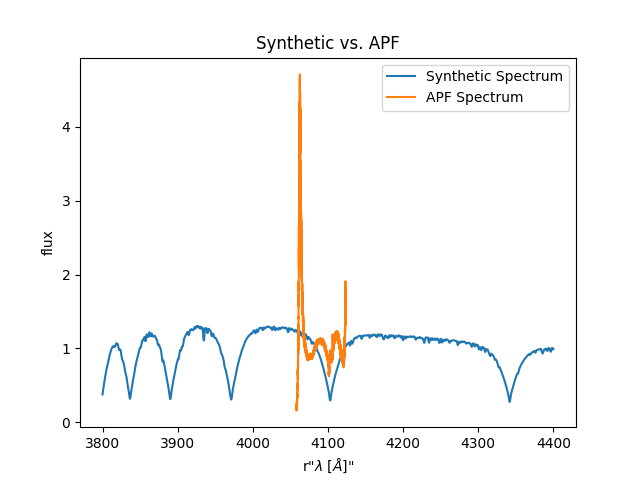 Synthetic vs. APF
Synthetic Spectrum
APF Spectrum
flux
4
3
2
1
0
3800 3900 4000 4100 4200 4300 4400
r"λ [Å]"